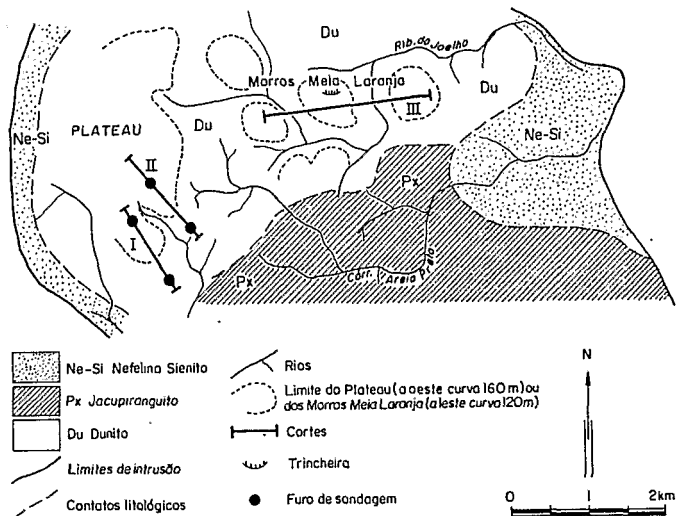 Du
Rib. do Joelho
Morros Meia Laranja
Du
III
Ne-Si
PLATEAU
Du
Ne-Si
II
Px
I
Px
Corr. Areia Preta
Ne-Si Nefelina Sienito
Px Jacupiranguito
Du Dunito
Limites de intrusão
Contatos litológicos
Rios
Limite do Plateau (a oeste curva 160 m) ou
dos Morros Meia Laranja (a leste curva 120m)
Cortes
Trincheira
Furo de sondagem
N
0 1 2km